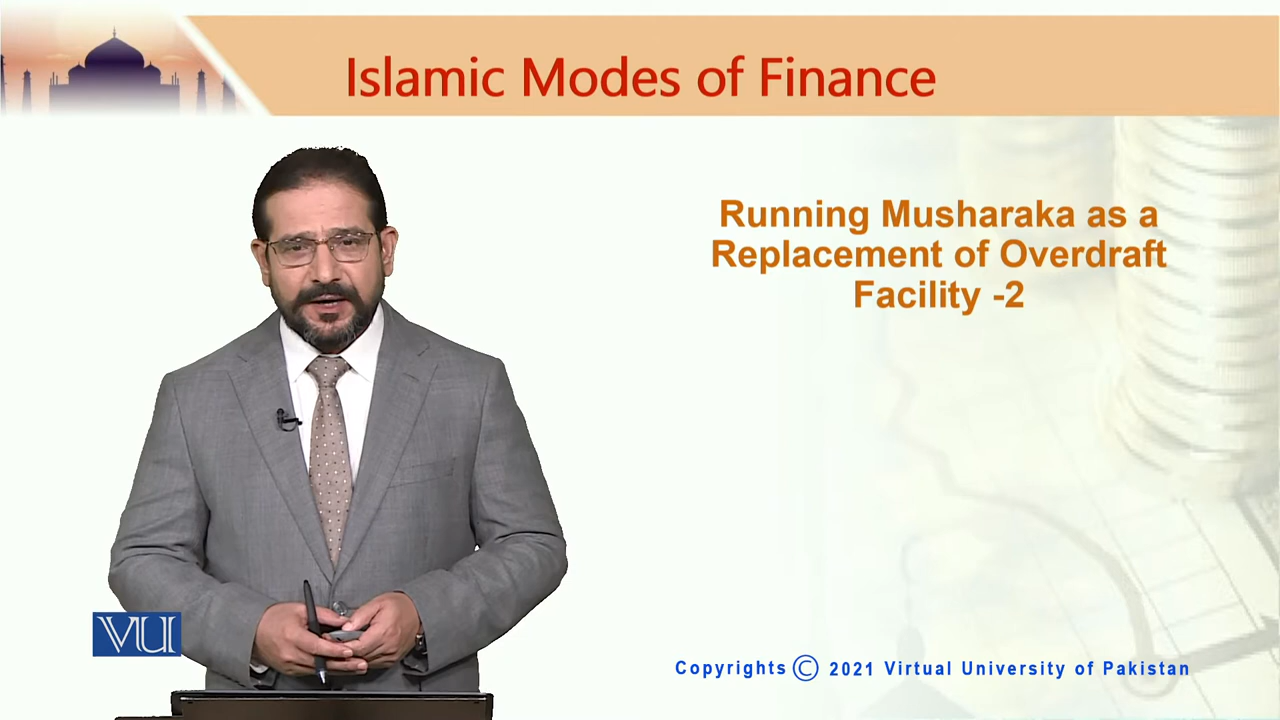 Islamic Modes of Finance
Running Musharaka as a
Replacement of Overdraft
Facility -2
VU
Copyrights © 2021 Virtual University of Pakistan